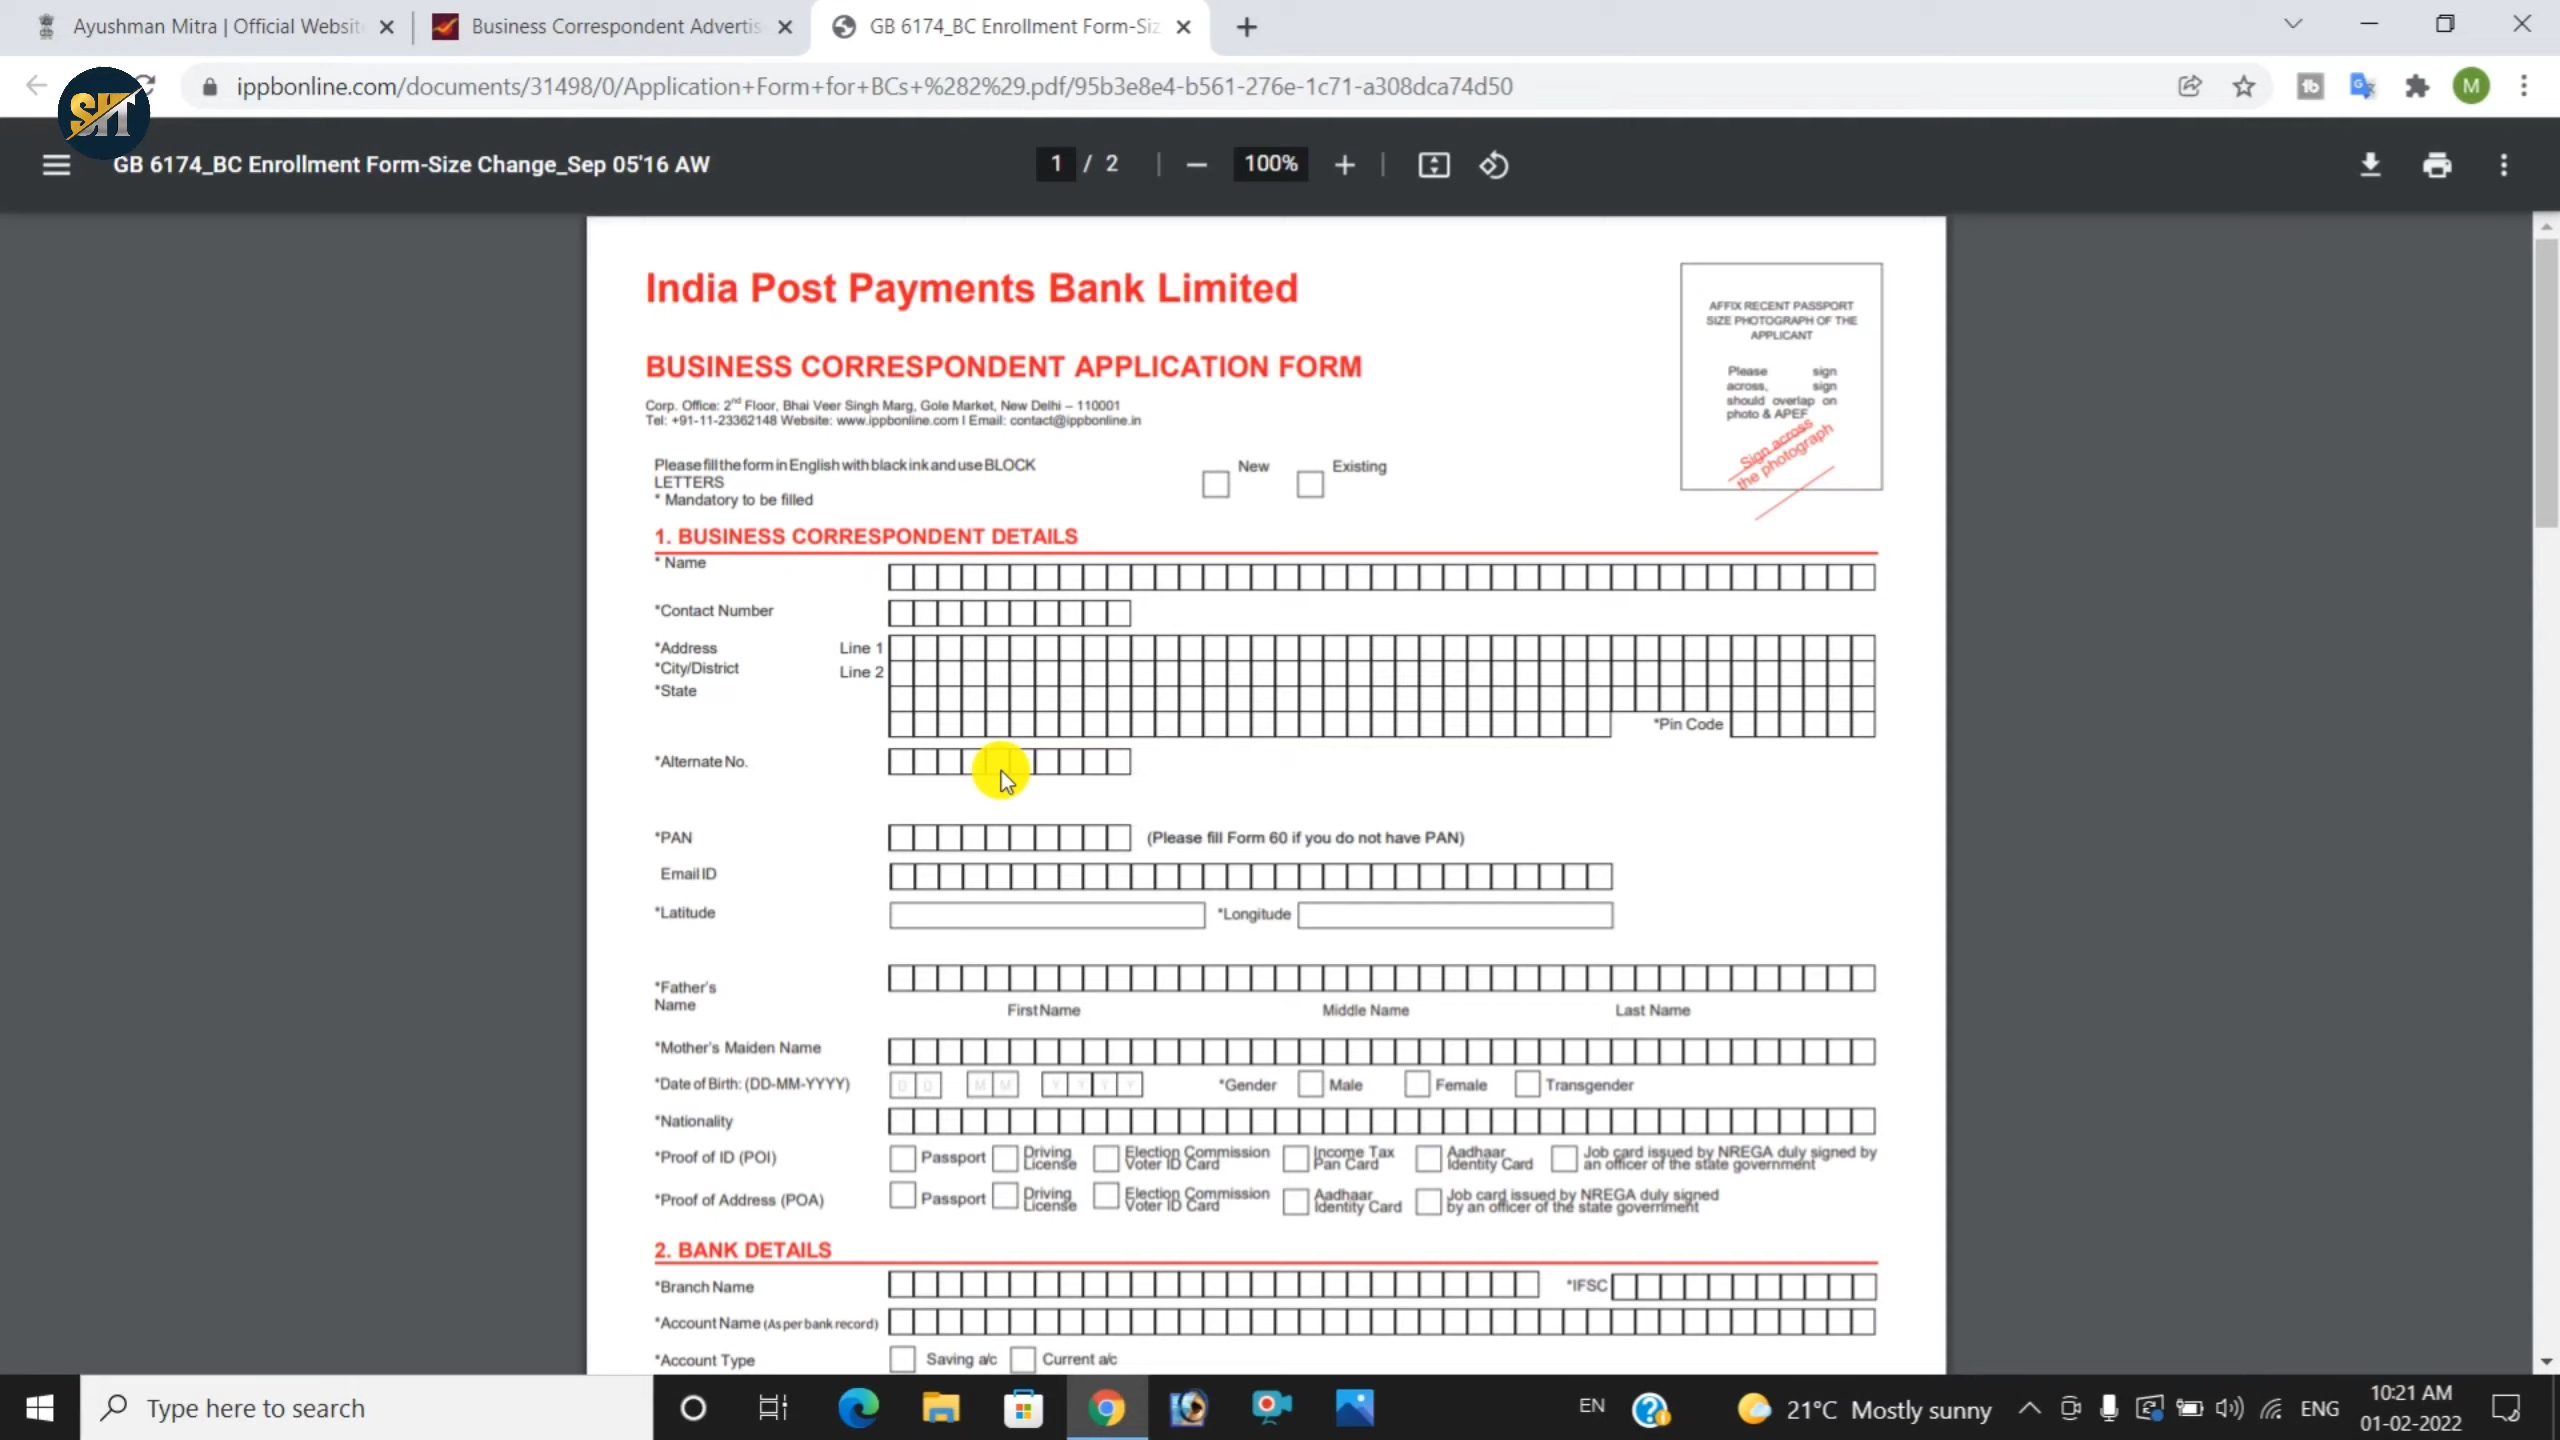 Ayushman Mitra | Official Website
Business Correspondent Advertis
GB 6174_BC Enrollment Form-Siz
SHT
ippbonline.com/documents/31498/0/Application+Form+for+BCs+%282%29.pdf/95b3e8e4-b561-276e-1c71-a308dca74d50
M
GB 6174_BC Enrollment Form-Size Change_Sep 05'16 AW
1 / 2
100%
India Post Payments Bank Limited
BUSINESS CORRESPONDENT APPLICATION FORM
Corp. Office: 2nd Floor, Bhai Veer Singh Marg, Gole Market, New Delhi – 110001
Tel: +91-11-23362148 Website: www.ippbonline.com I Email: contact@ippbonline.in
AFFIX RECENT PASSPORT
SIZE PHOTOGRAPH OF THE
APPLICANT
Please sign
across, sign
should overlap on
photo & APEF
Sign across
the photograph
Please fill the form in English with black ink and use BLOCK
LETTERS
* Mandatory to be filled
New Existing
1. BUSINESS CORRESPONDENT DETAILS
* Name
*Contact Number
*Address Line 1
*City/District Line 2
*State
*Pin Code
*Alternate No.
*PAN (Please fill Form 60 if you do not have PAN)
Email ID
*Latitude *Longitude
*Father's
Name
First Name Middle Name Last Name
*Mother's Maiden Name
*Date of Birth: (DD-MM-YYYY) D D M M Y Y Y Y *Gender Male Female Transgender
*Nationality
*Proof of ID (POI) Passport Driving License Election Commission Voter ID Card Income Tax Pan Card Aadhaar Identity Card Job card issued by NREGA duly signed by an officer of the state government
*Proof of Address (POA) Passport Driving License Election Commission Voter ID Card Aadhaar Identity Card Job card issued by NREGA duly signed by an officer of the state government
2. BANK DETAILS
*Branch Name *IFSC
*Account Name (As per bank record)
*Account Type Saving a/c Current a/c
Type here to search
EN
21°C Mostly sunny
ENG
10:21 AM
01-02-2022